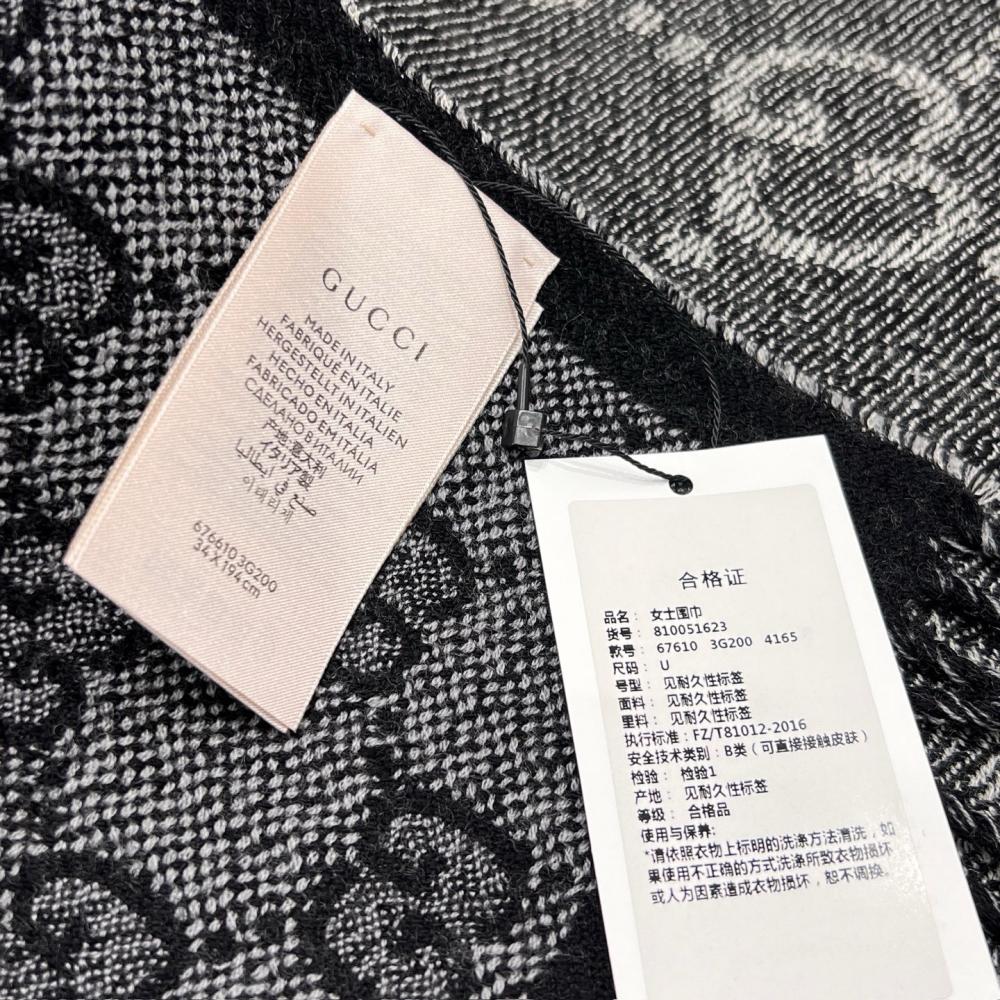 GUCCI
MADE IN ITALY
FABRIQUE EN ITALIE
HERGESTELLT IN ITALIEN
HECHO EN ITALIA
FABRICADO EM ITALIA
СДЕЛАНО В ИТАЛИИ
产地:意大利
イタリア製
صنع في ايطاليا
이태리제
676610 3G200
34 X 194 cm
合格证
品名： 女士围巾
货号： 810051623
款号： 67610 3G200 4165
尺码： U
号型： 见耐久性标签
面料： 见耐久性标签
里料： 见耐久性标签
执行标准：FZ/T81012-2016
安全技术类别：B类（可直接接触皮肤）
检验： 检验1
产地： 见耐久性标签
等级： 合格品
使用与保养:
*请依照衣物上标明的洗涤方法清洗，如
果使用不正确的方式洗涤所致衣物损坏
或人为因素造成衣物损坏，恕不调换。